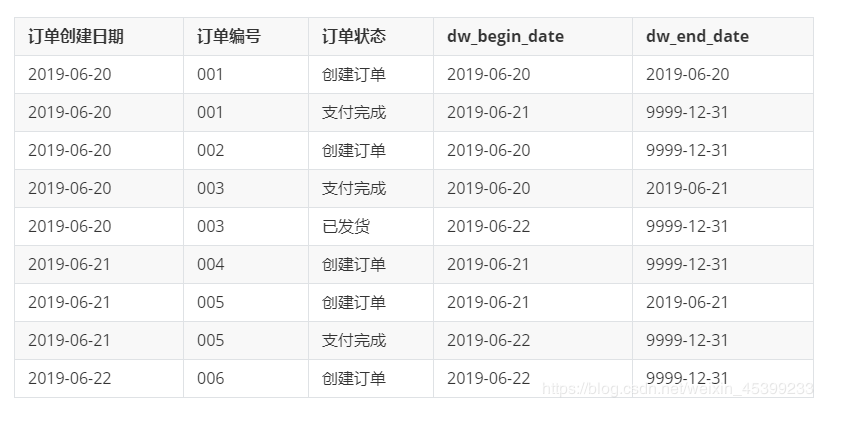 订单创建日期 订单编号 订单状态 dw_begin_date dw_end_date
2019-06-20 001 创建订单 2019-06-20 2019-06-20
2019-06-20 001 支付完成 2019-06-21 9999-12-31
2019-06-20 002 创建订单 2019-06-20 9999-12-31
2019-06-20 003 支付完成 2019-06-20 2019-06-21
2019-06-20 003 已发货 2019-06-22 9999-12-31
2019-06-21 004 创建订单 2019-06-21 9999-12-31
2019-06-21 005 创建订单 2019-06-21 2019-06-21
2019-06-21 005 支付完成 2019-06-22 9999-12-31
2019-06-22 006 创建订单 2019-06-22 9999-12-31
https://blog.csdn.net/weixin_45399233